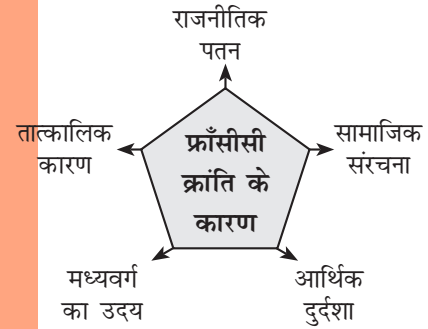 राजनीतिक
पतन
तात्कालिक
कारण
फ्राँसीसी
क्रांति के
कारण
सामाजिक
संरचना
मध्यवर्ग
का उदय
आर्थिक
दुर्दशा